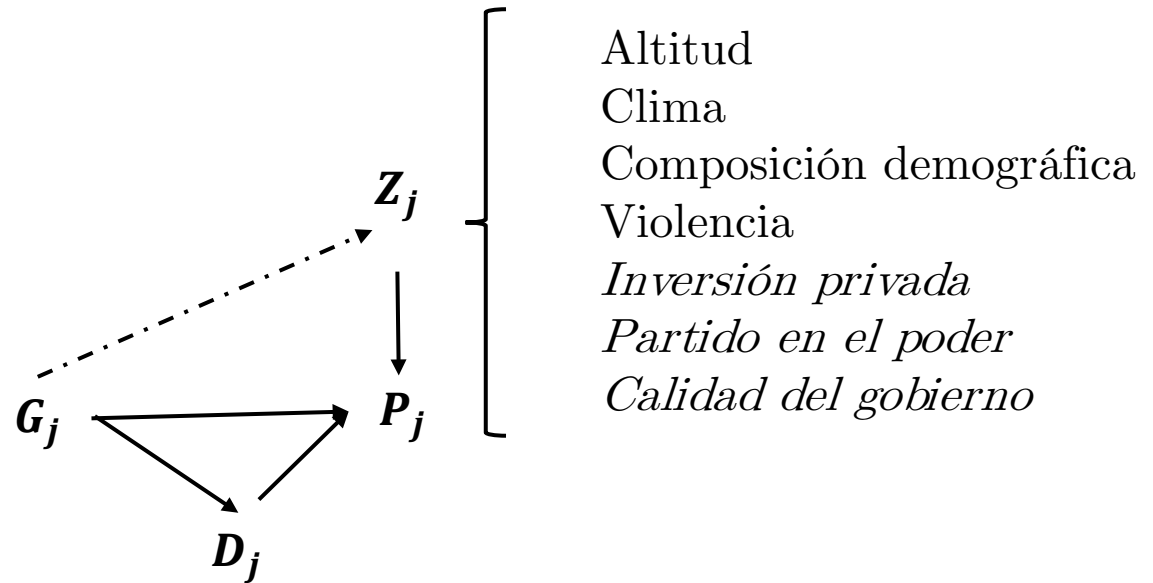 Altitud
Clima
Composición demográfica
Violencia
Inversión privada
Partido en el poder
Calidad del gobierno
Z_j
G_j
P_j
D_j